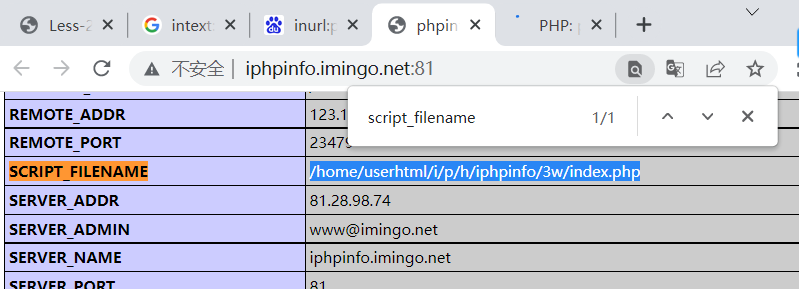 Less-2 intext: inurl:p phpin PHP: p
不安全 iphpinfo.imingo.net:81
script_filename 1/1
REMOTE_ADDR 123.1
REMOTE_PORT 23479
SCRIPT_FILENAME /home/userhtml/i/p/h/iphpinfo/3w/index.php
SERVER_ADDR 81.28.98.74
SERVER_ADMIN www@imingo.net
SERVER_NAME iphpinfo.imingo.net
SERVER_PORT 81